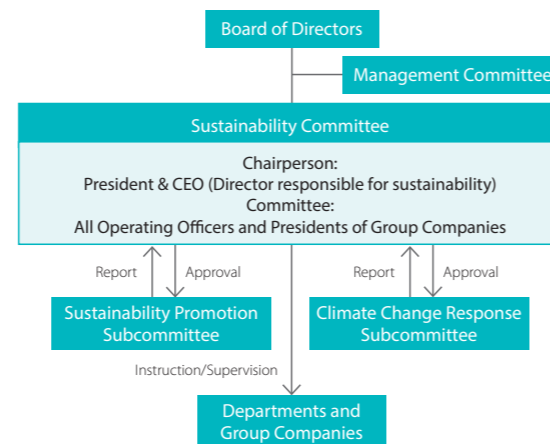 Board of Directors
Management Committee
Sustainability Committee
Chairperson:
President & CEO (Director responsible for sustainability)
Committee:
All Operating Officers and Presidents of Group Companies
Report
Approval
Report
Approval
Sustainability Promotion
Subcommittee
Climate Change Response
Subcommittee
Instruction/Supervision
Departments and
Group Companies